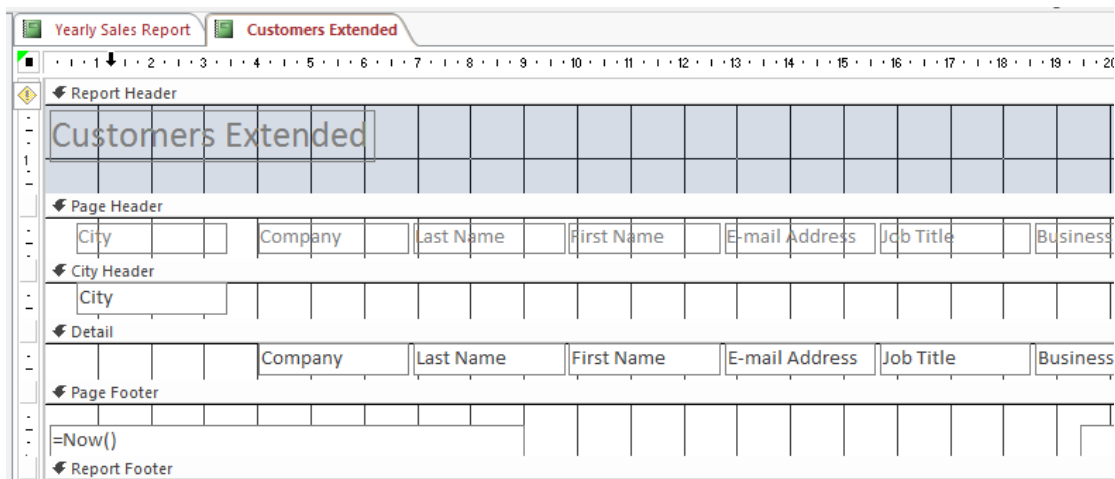 Yearly Sales Report Customers Extended
1 2 3 4 5 6 7 8 9 10 11 12 13 14 15 16 17 18 19 20
Report Header
Customers Extended
1
Page Header
City Company Last Name First Name E-mail Address Job Title Business
City Header
City
Detail
Company Last Name First Name E-mail Address Job Title Business
Page Footer
=Now()
Report Footer